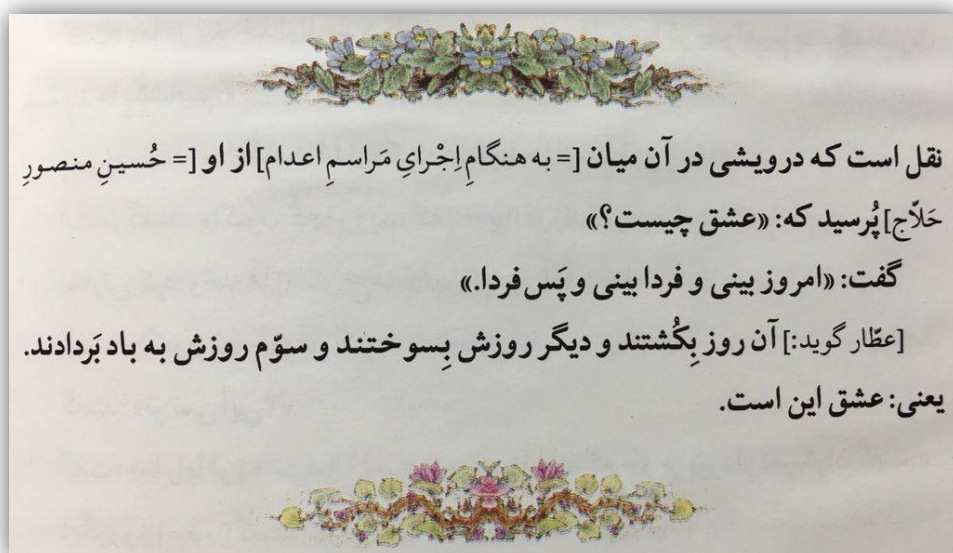 نقل است که درویشی در آن میان [= به هنگامِ اِجْرایِ مَراسمِ اعدام] از او [= حُسینِ منصورِ
حَلّاج] پُرسید که: «عشق چیست؟»
گفت: «امروز بینی و فردا بینی و پَس‌فردا.»
[عطّار گوید:] آن روز بِکُشتند و دیگر روزش بِسوختند و سوّم روزش به باد بَردادند.
یعنی: عشق این است.